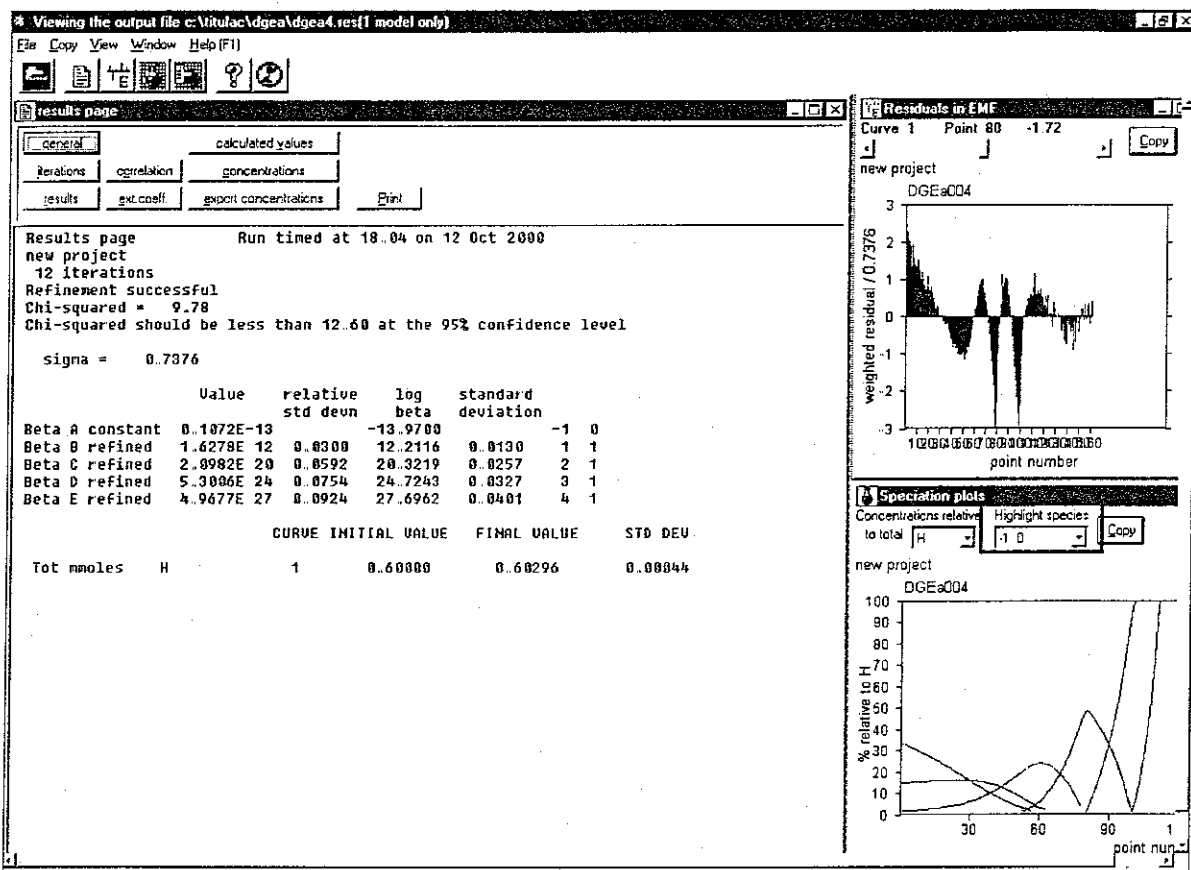 Viewing the output file c:\titulac\dgea\dgea4.res(1 model only)
File Copy View Window Help (F1)
results page
general calculated values
iterations correlation concentrations
results ext.coeff. export concentrations Print
Results page Run timed at 18.04 on 12 Oct 2000
new project
12 iterations
Refinement successful
Chi-squared = 9.78
Chi-squared should be less than 12.60 at the 95% confidence level
sigma = 0.7376
Value relative log standard
std devn beta deviation
Beta A constant 0.1072E-13 -13.9700 -1 0
Beta B refined 1.6278E 12 0.0300 12.2116 0.0130 1 1
Beta C refined 2.0982E 20 0.0592 20.3219 0.0257 2 1
Beta D refined 5.3006E 24 0.0754 24.7243 0.0327 3 1
Beta E refined 4.9677E 27 0.0924 27.6962 0.0401 4 1
CURVE INITIAL VALUE FINAL VALUE STD DEV.
Tot mmoles H 1 0.60000 0.60296 0.00044
Residuals in EMF
Curve 1 Point 80 -1.72
Copy
new project
DGEa004
3
2
1
0
-1
-2
-3
weighted residual / 0.7376
point number
Speciation plots
Concentrations relative Highlight species
to total H -1 0 Copy
new project
DGEa004
100
90
80
70
60
50
40
30
20
10
0
% relative to H
30 60 90 1
point num